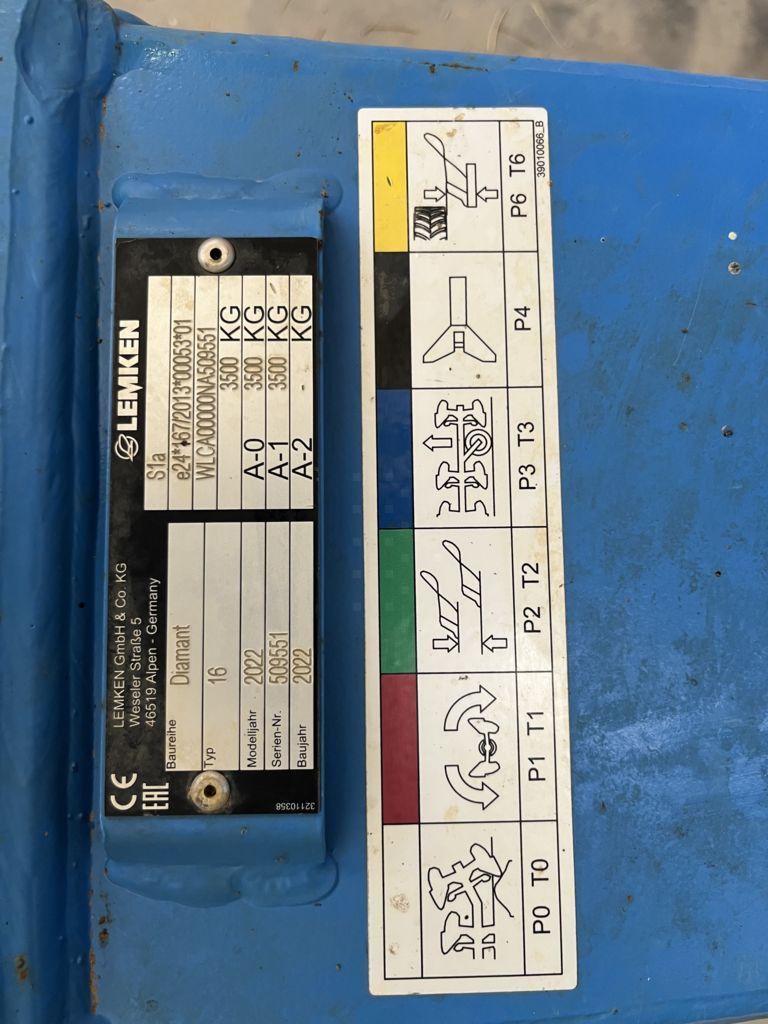 CE
EAC
LEMKEN GmbH & Co. KG
Weseler Straße 5
46519 Alpen - Germany
LEMKEN
Baureihe Diamant
Typ 16
Modelljahr 2022
Serien-Nr. 509551
Baujahr 2022
32110358
S1a
e24*167/2013*00053*01
WLCA00000NA509551
3500 KG
A-0 3500 KG
A-1 3500 KG
A-2 KG
P0 T0
P1 T1
P2 T2
P3 T3
P4
P6 T6
39010066_B